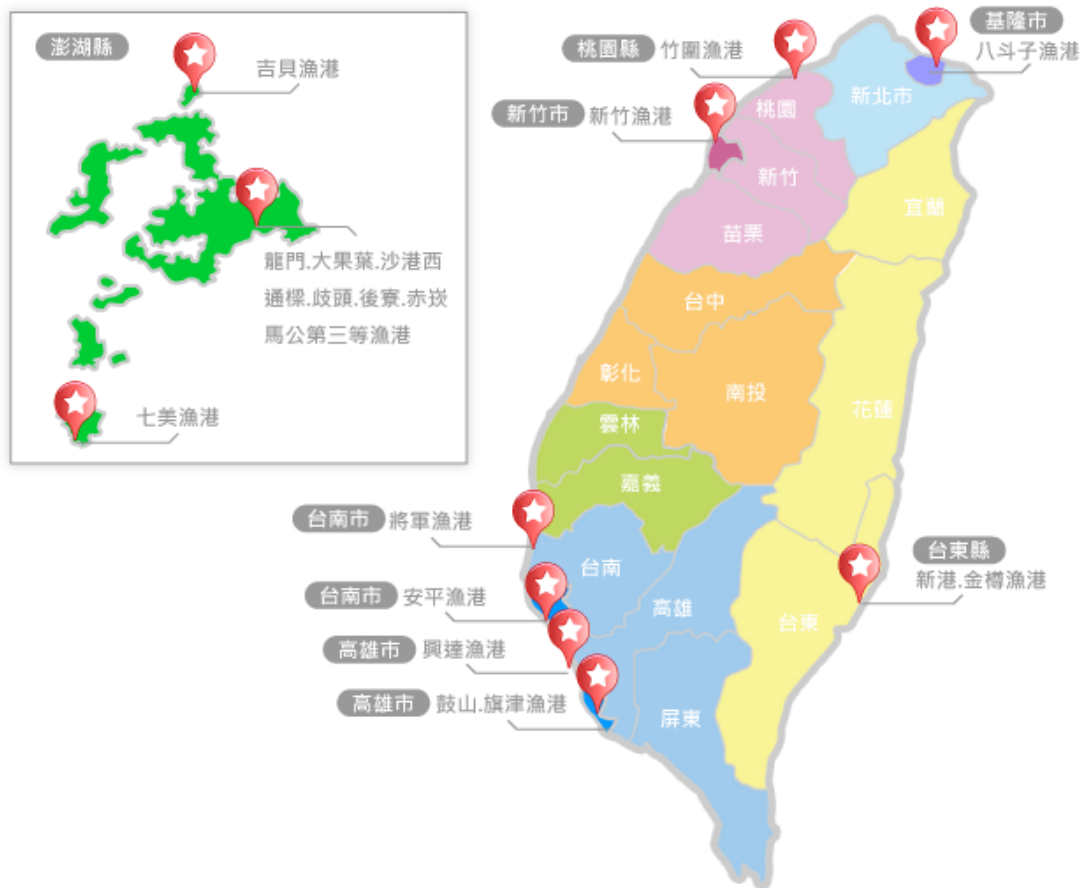 澎湖縣
吉貝漁港
龍門.大果葉.沙港西
通樑.歧頭.後寮.赤崁
馬公第三等漁港
七美漁港
基隆市
八斗子漁港
桃園縣 竹圍漁港
新竹市 新竹漁港
新北市
桃園
新竹
苗栗
宜蘭
台中
彰化
南投
花蓮
雲林
嘉義
台南市 將軍漁港
台南
台南市 安平漁港
高雄
台東
台東縣
新港.金樽漁港
高雄市 興達漁港
高雄市 鼓山.旗津漁港
屏東